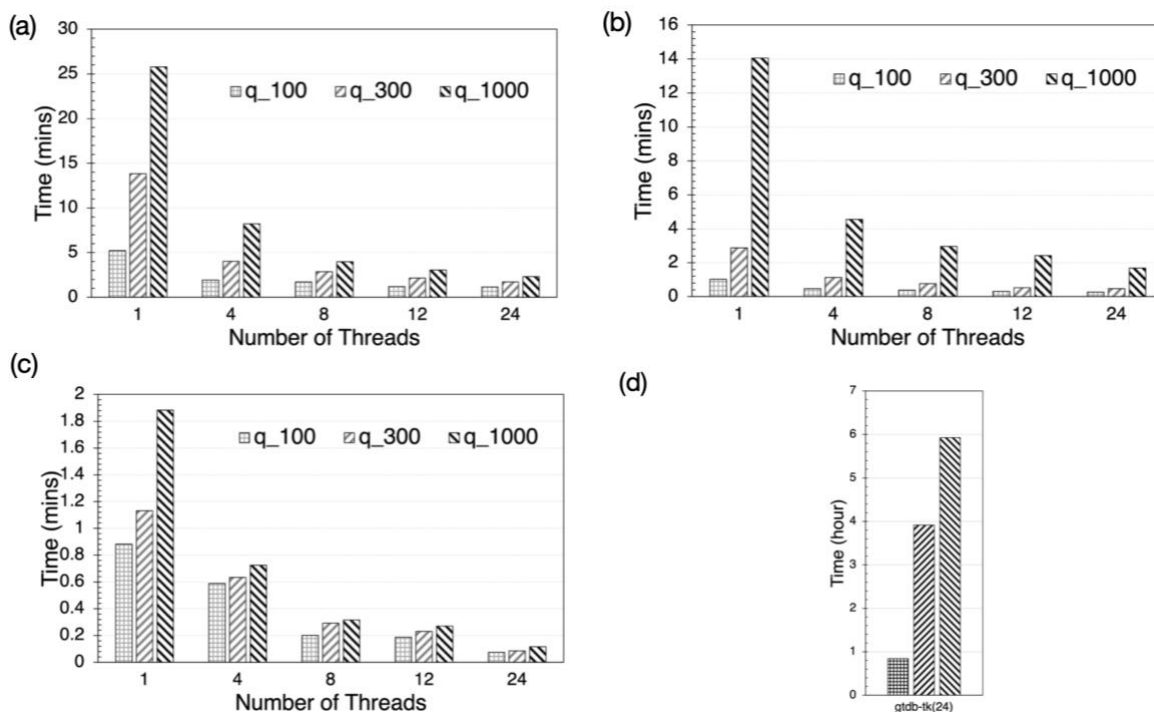 (a)
30
25
20
15
10
5
0
Time (mins)
q_100 q_300 q_1000
1 4 8 12 24
Number of Threads
(b)
16
14
12
10
8
6
4
2
0
Time (mins)
q_100 q_300 q_1000
1 4 8 12 24
Number of Threads
(c)
2
1.8
1.6
1.4
1.2
1
0.8
0.6
0.4
0.2
0
Time (mins)
q_100 q_300 q_1000
1 4 8 12 24
Number of Threads
(d)
7
6
5
4
3
2
1
0
Time (hour)
gtdb-tk(24)